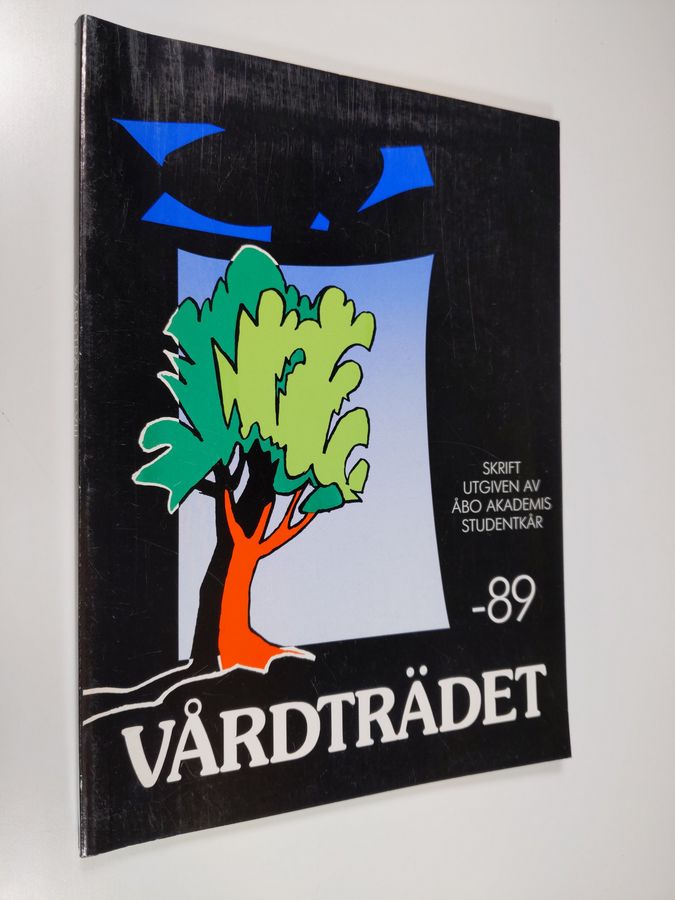 SKRIFT
UTGIVEN AV
ÅBO AKADEMIS
STUDENTKÅR
-89
VÅRDTRÄDET